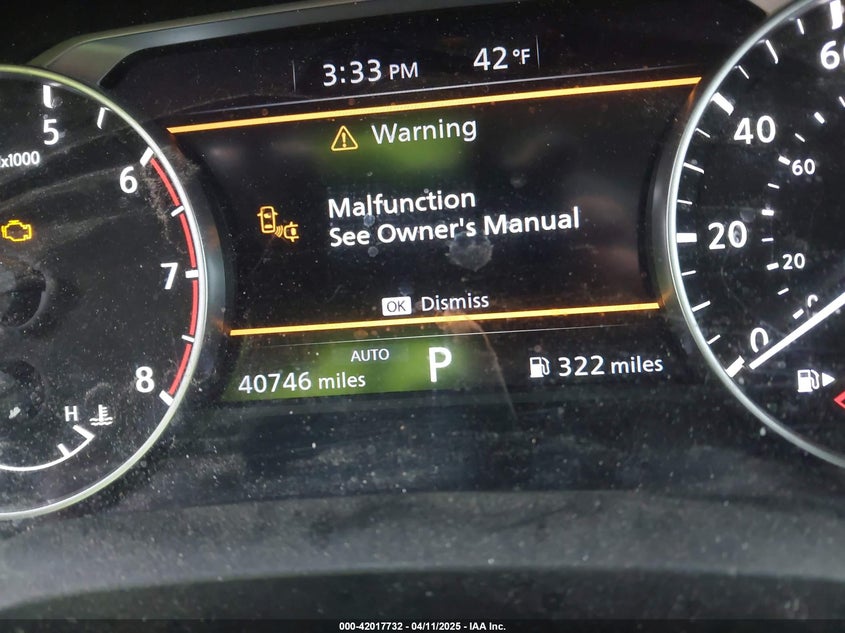 3:33 PM 42°F
5
x1000
6
7
8
H
Warning
Malfunction
See Owner's Manual
OK Dismiss
AUTO
40746 miles P 322 miles
60
40
60
20
20
0
0
000-42017732 - 04/11/2025 - IAA Inc.